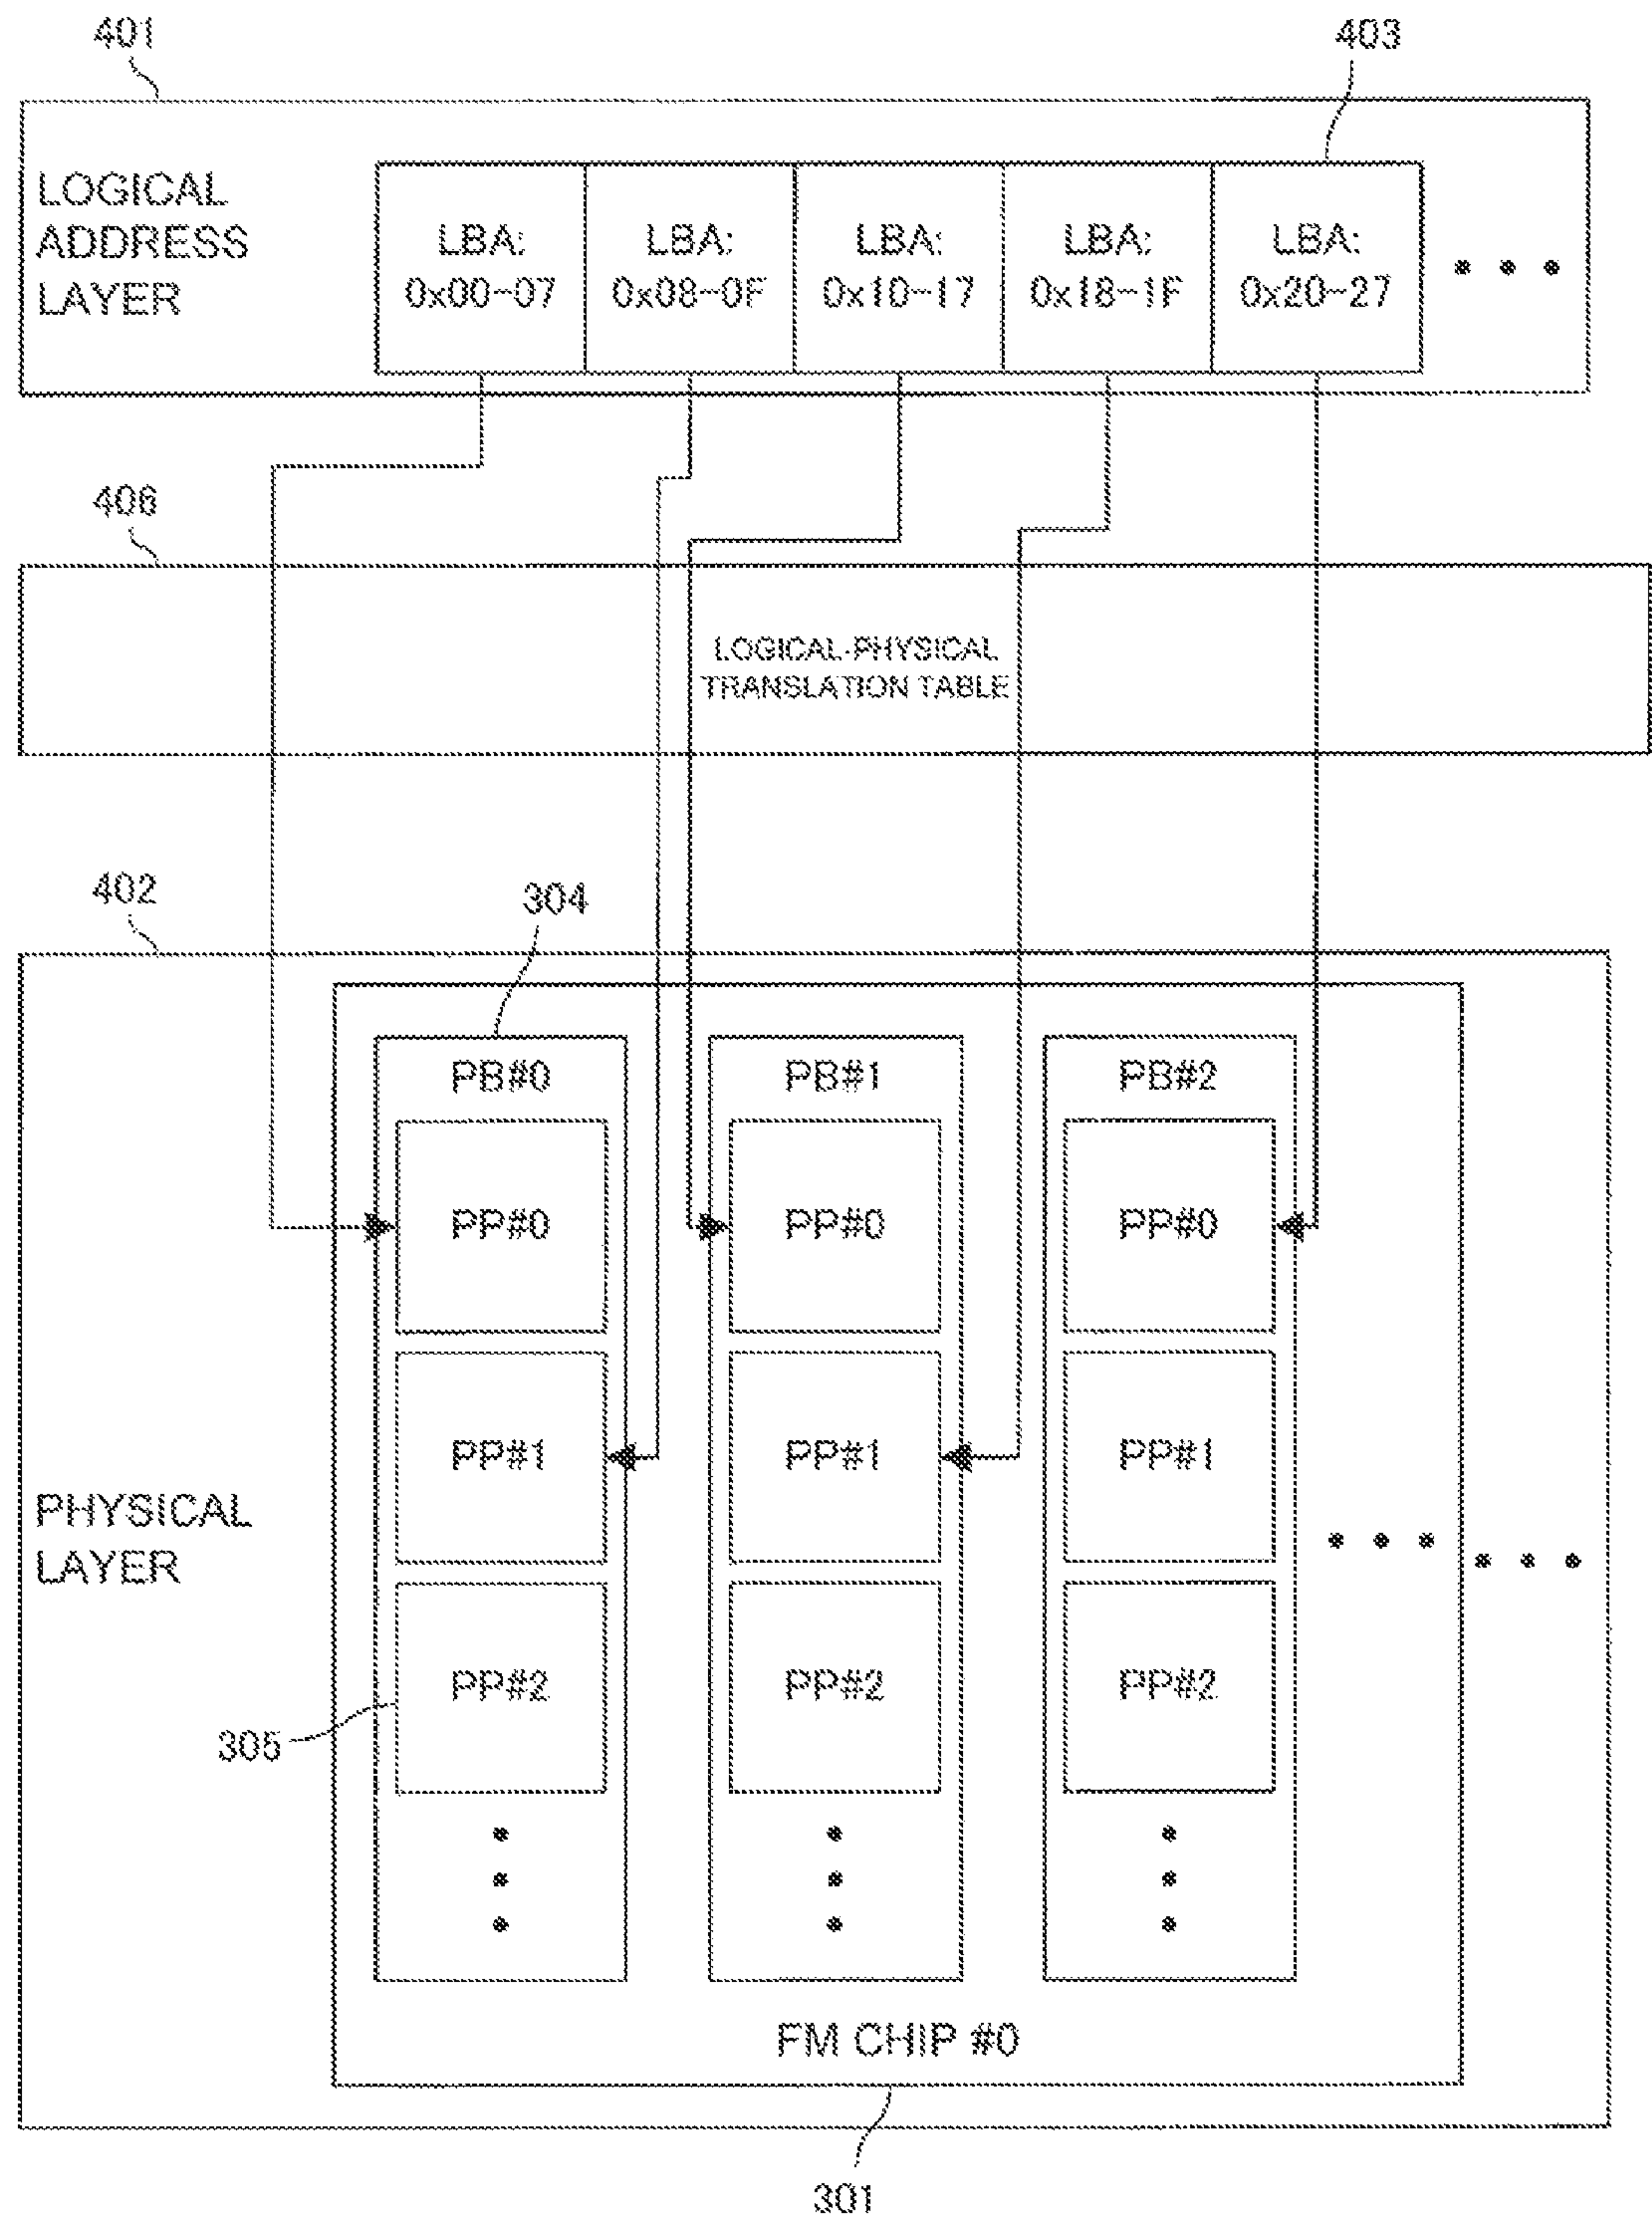 401
403
LOGICAL
ADDRESS
LAYER
LBA:
0x00~07
LBA:
0x08~0F
LBA:
0x10~17
LBA:
0x18~1F
LBA:
0x20~27
406
LOGICAL-PHYSICAL
TRANSLATION TABLE
402
304
PB#0
PB#1
PB#2
PP#0
PP#0
PP#0
PP#1
PP#1
PP#1
PHYSICAL
LAYER
PP#2
PP#2
PP#2
305
FM CHIP #0
301